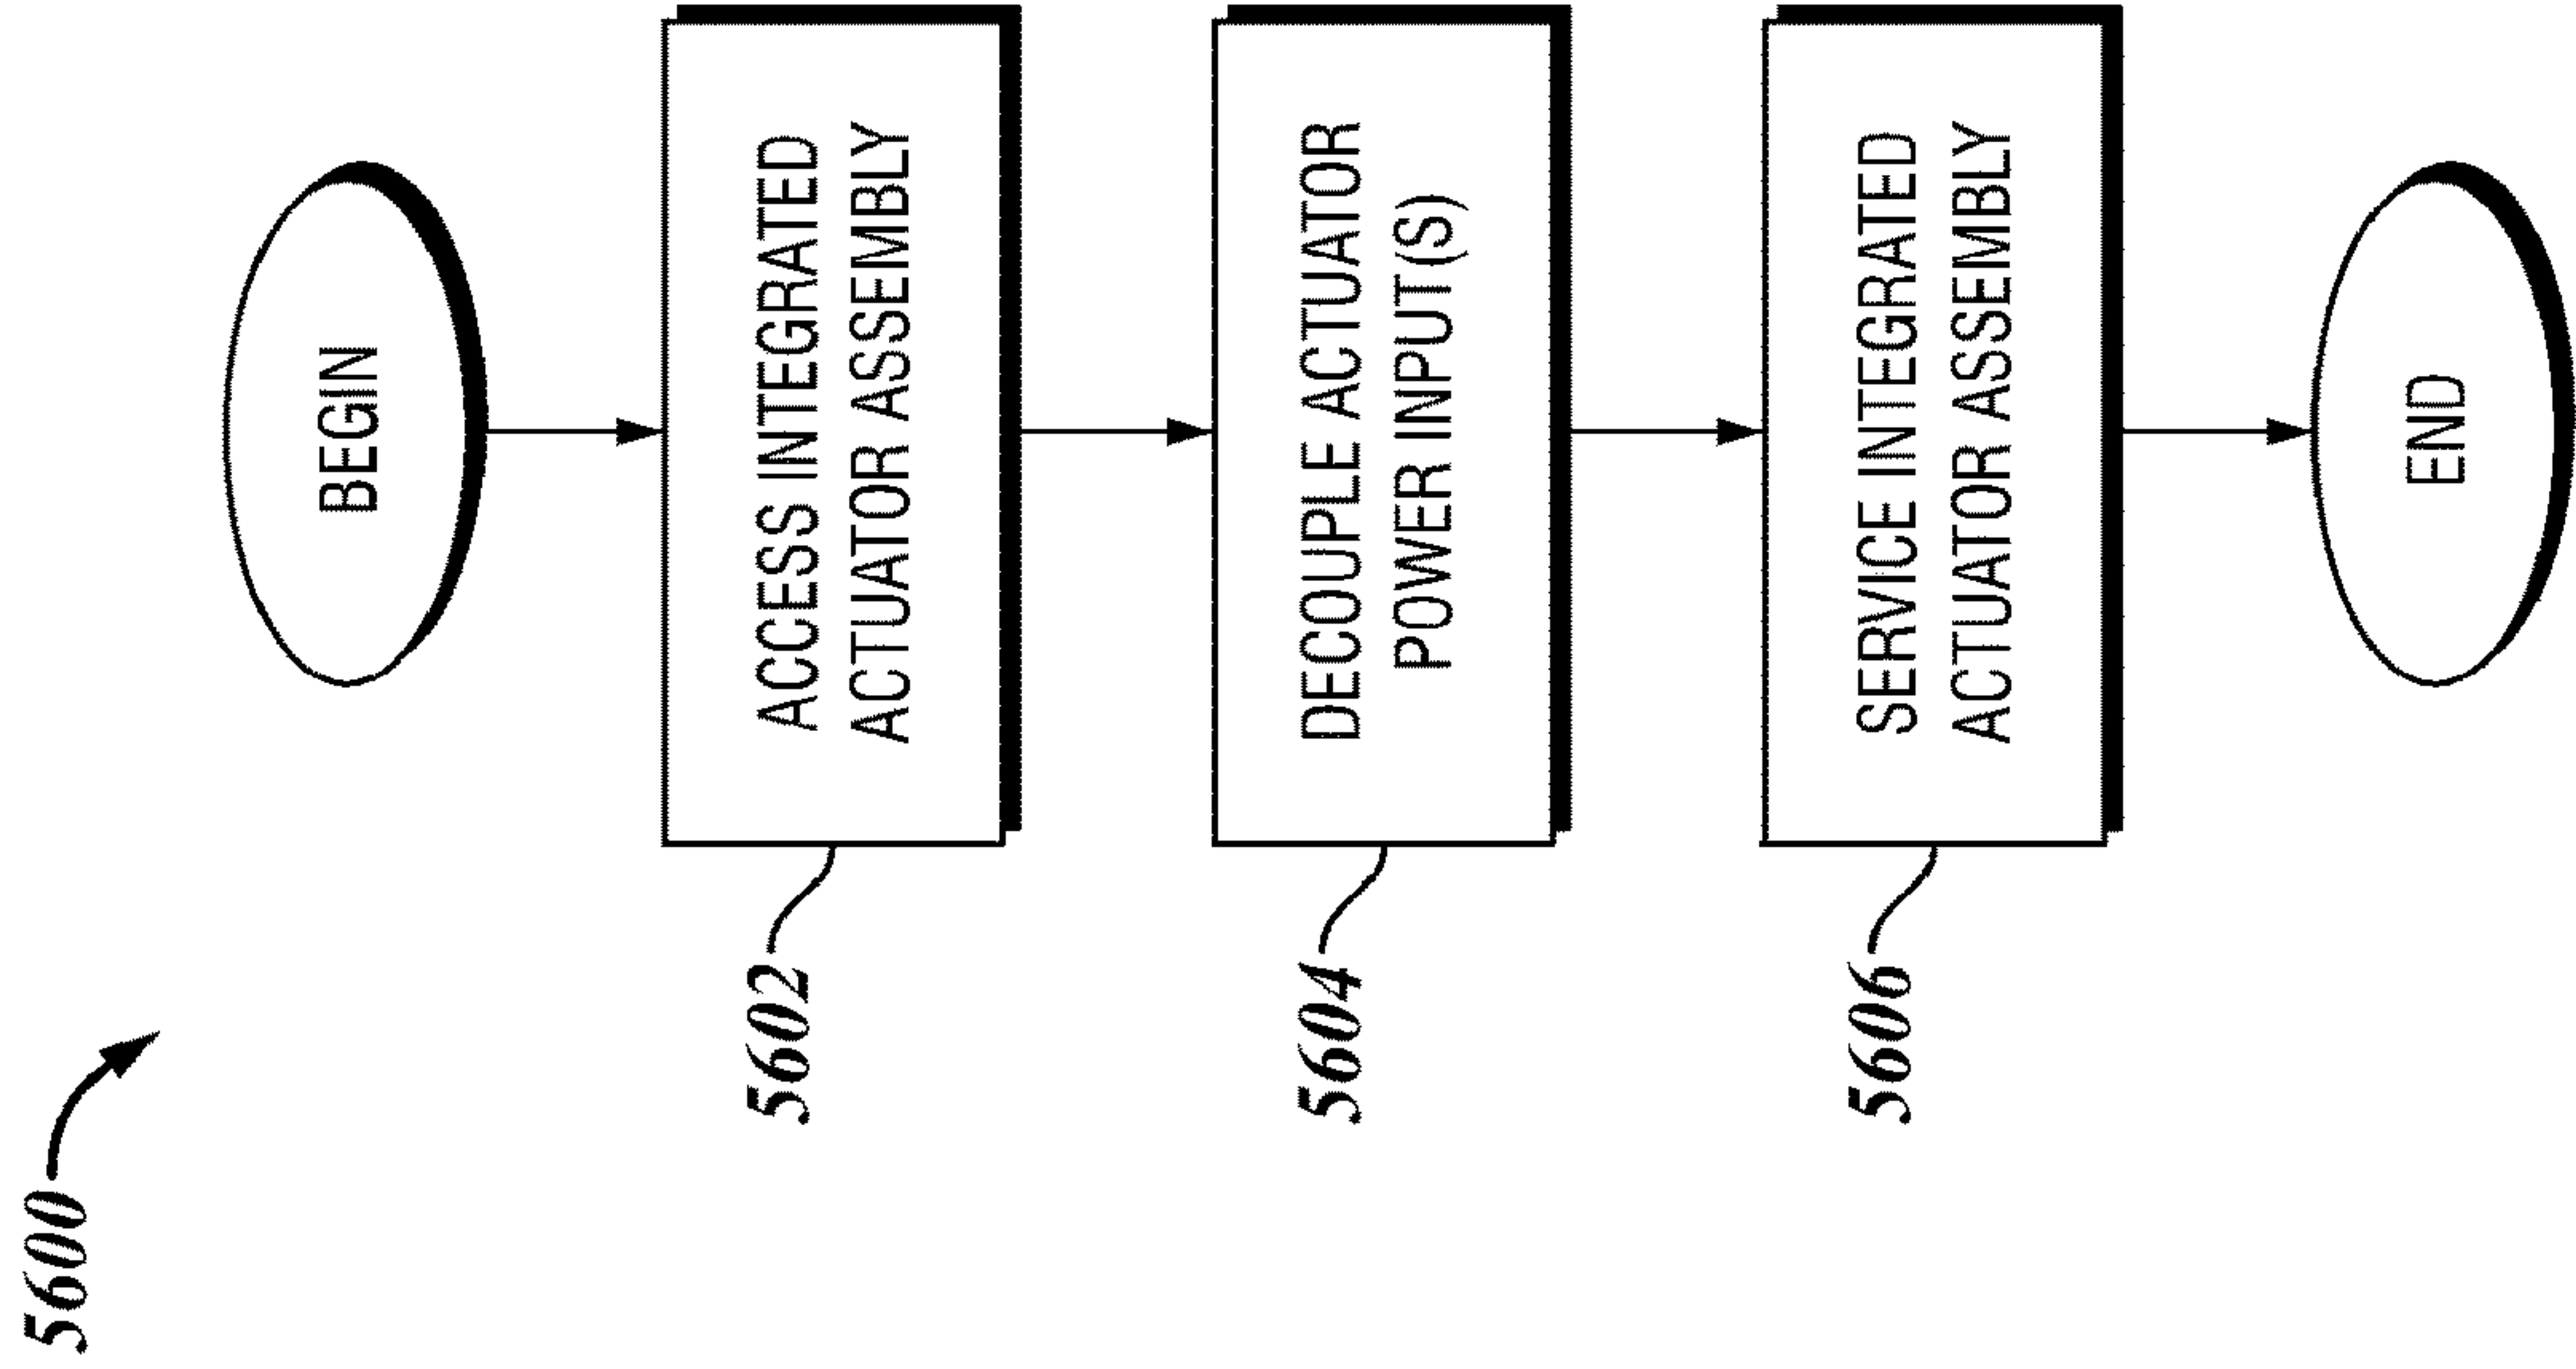 5600
BEGIN
5602
ACCESS INTEGRATED
ACTUATOR ASSEMBLY
5604
DECOUPLE ACTUATOR
POWER INPUT(S)
5606
SERVICE INTEGRATED
ACTUATOR ASSEMBLY
END